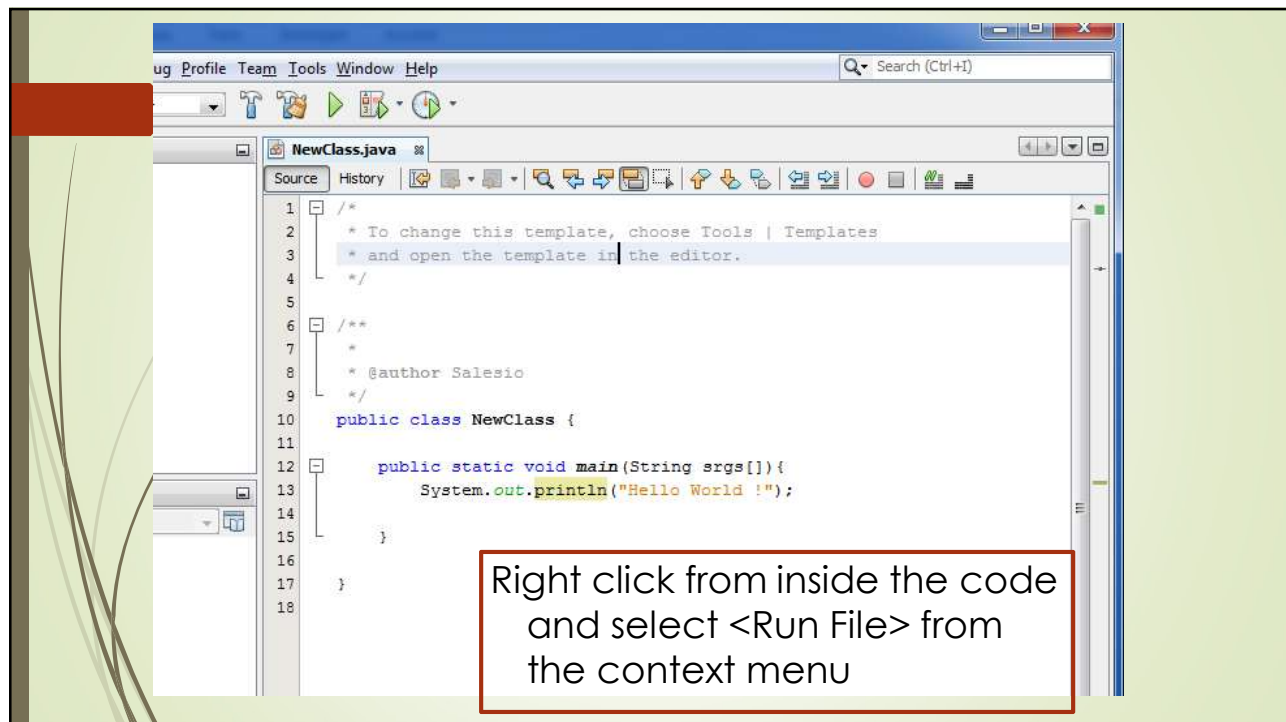 ug Profile Team Tools Window Help
Search (Ctrl+I)
NewClass.java
Source History
1 /*
2 * To change this template, choose Tools | Templates
3 * and open the template in the editor.
4 */
5
6 /**
7 *
8 * @author Salesio
9 */
10 public class NewClass {
11
12 public static void main(String srgs[]){
13 System.out.println("Hello World !");
14
15 }
16
17 }
18
Right click from inside the code
and select <Run File> from
the context menu